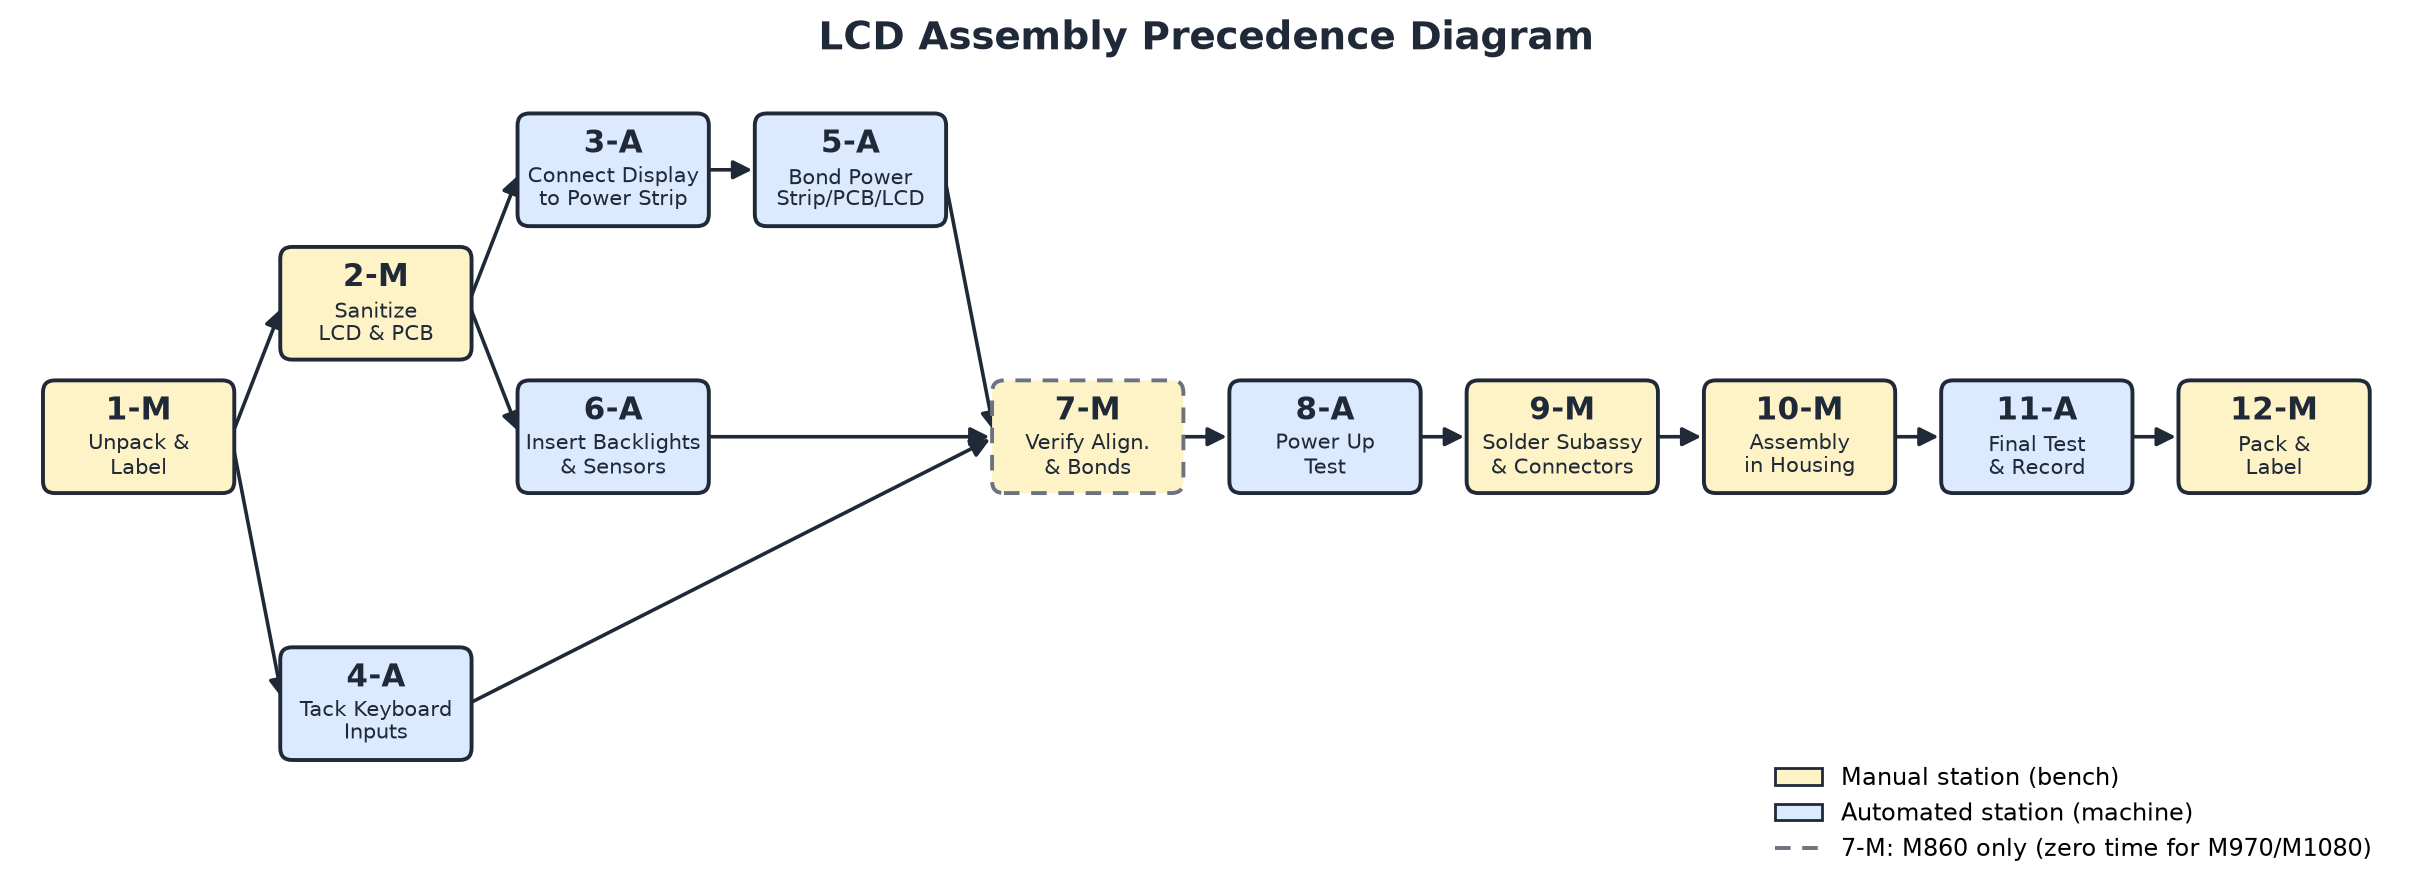 LCD Assembly Precedence Diagram
1-M
Unpack &
Label
2-M
Sanitize
LCD & PCB
3-A
Connect Display
to Power Strip
5-A
Bond Power
Strip/PCB/LCD
6-A
Insert Backlights
& Sensors
4-A
Tack Keyboard
Inputs
7-M
Verify Align.
& Bonds
8-A
Power Up
Test
9-M
Solder Subassy
& Connectors
10-M
Assembly
in Housing
11-A
Final Test
& Record
12-M
Pack &
Label
Manual station (bench)
Automated station (machine)
7-M: M860 only (zero time for M970/M1080)